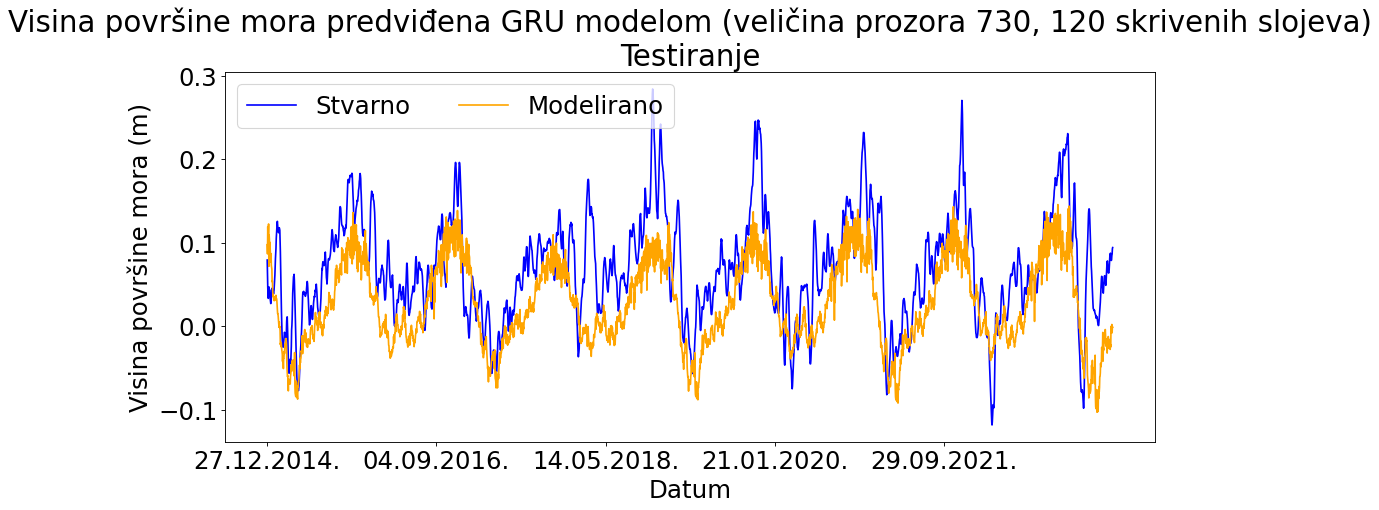 Visina površine mora predviđena GRU modelom (veličina prozora 730, 120 skrivenih slojeva)
Testiranje
Stvarno Modelirano
Visina površine mora (m)
0.3
0.2
0.1
0.0
−0.1
27.12.2014. 04.09.2016. 14.05.2018. 21.01.2020. 29.09.2021.
Datum